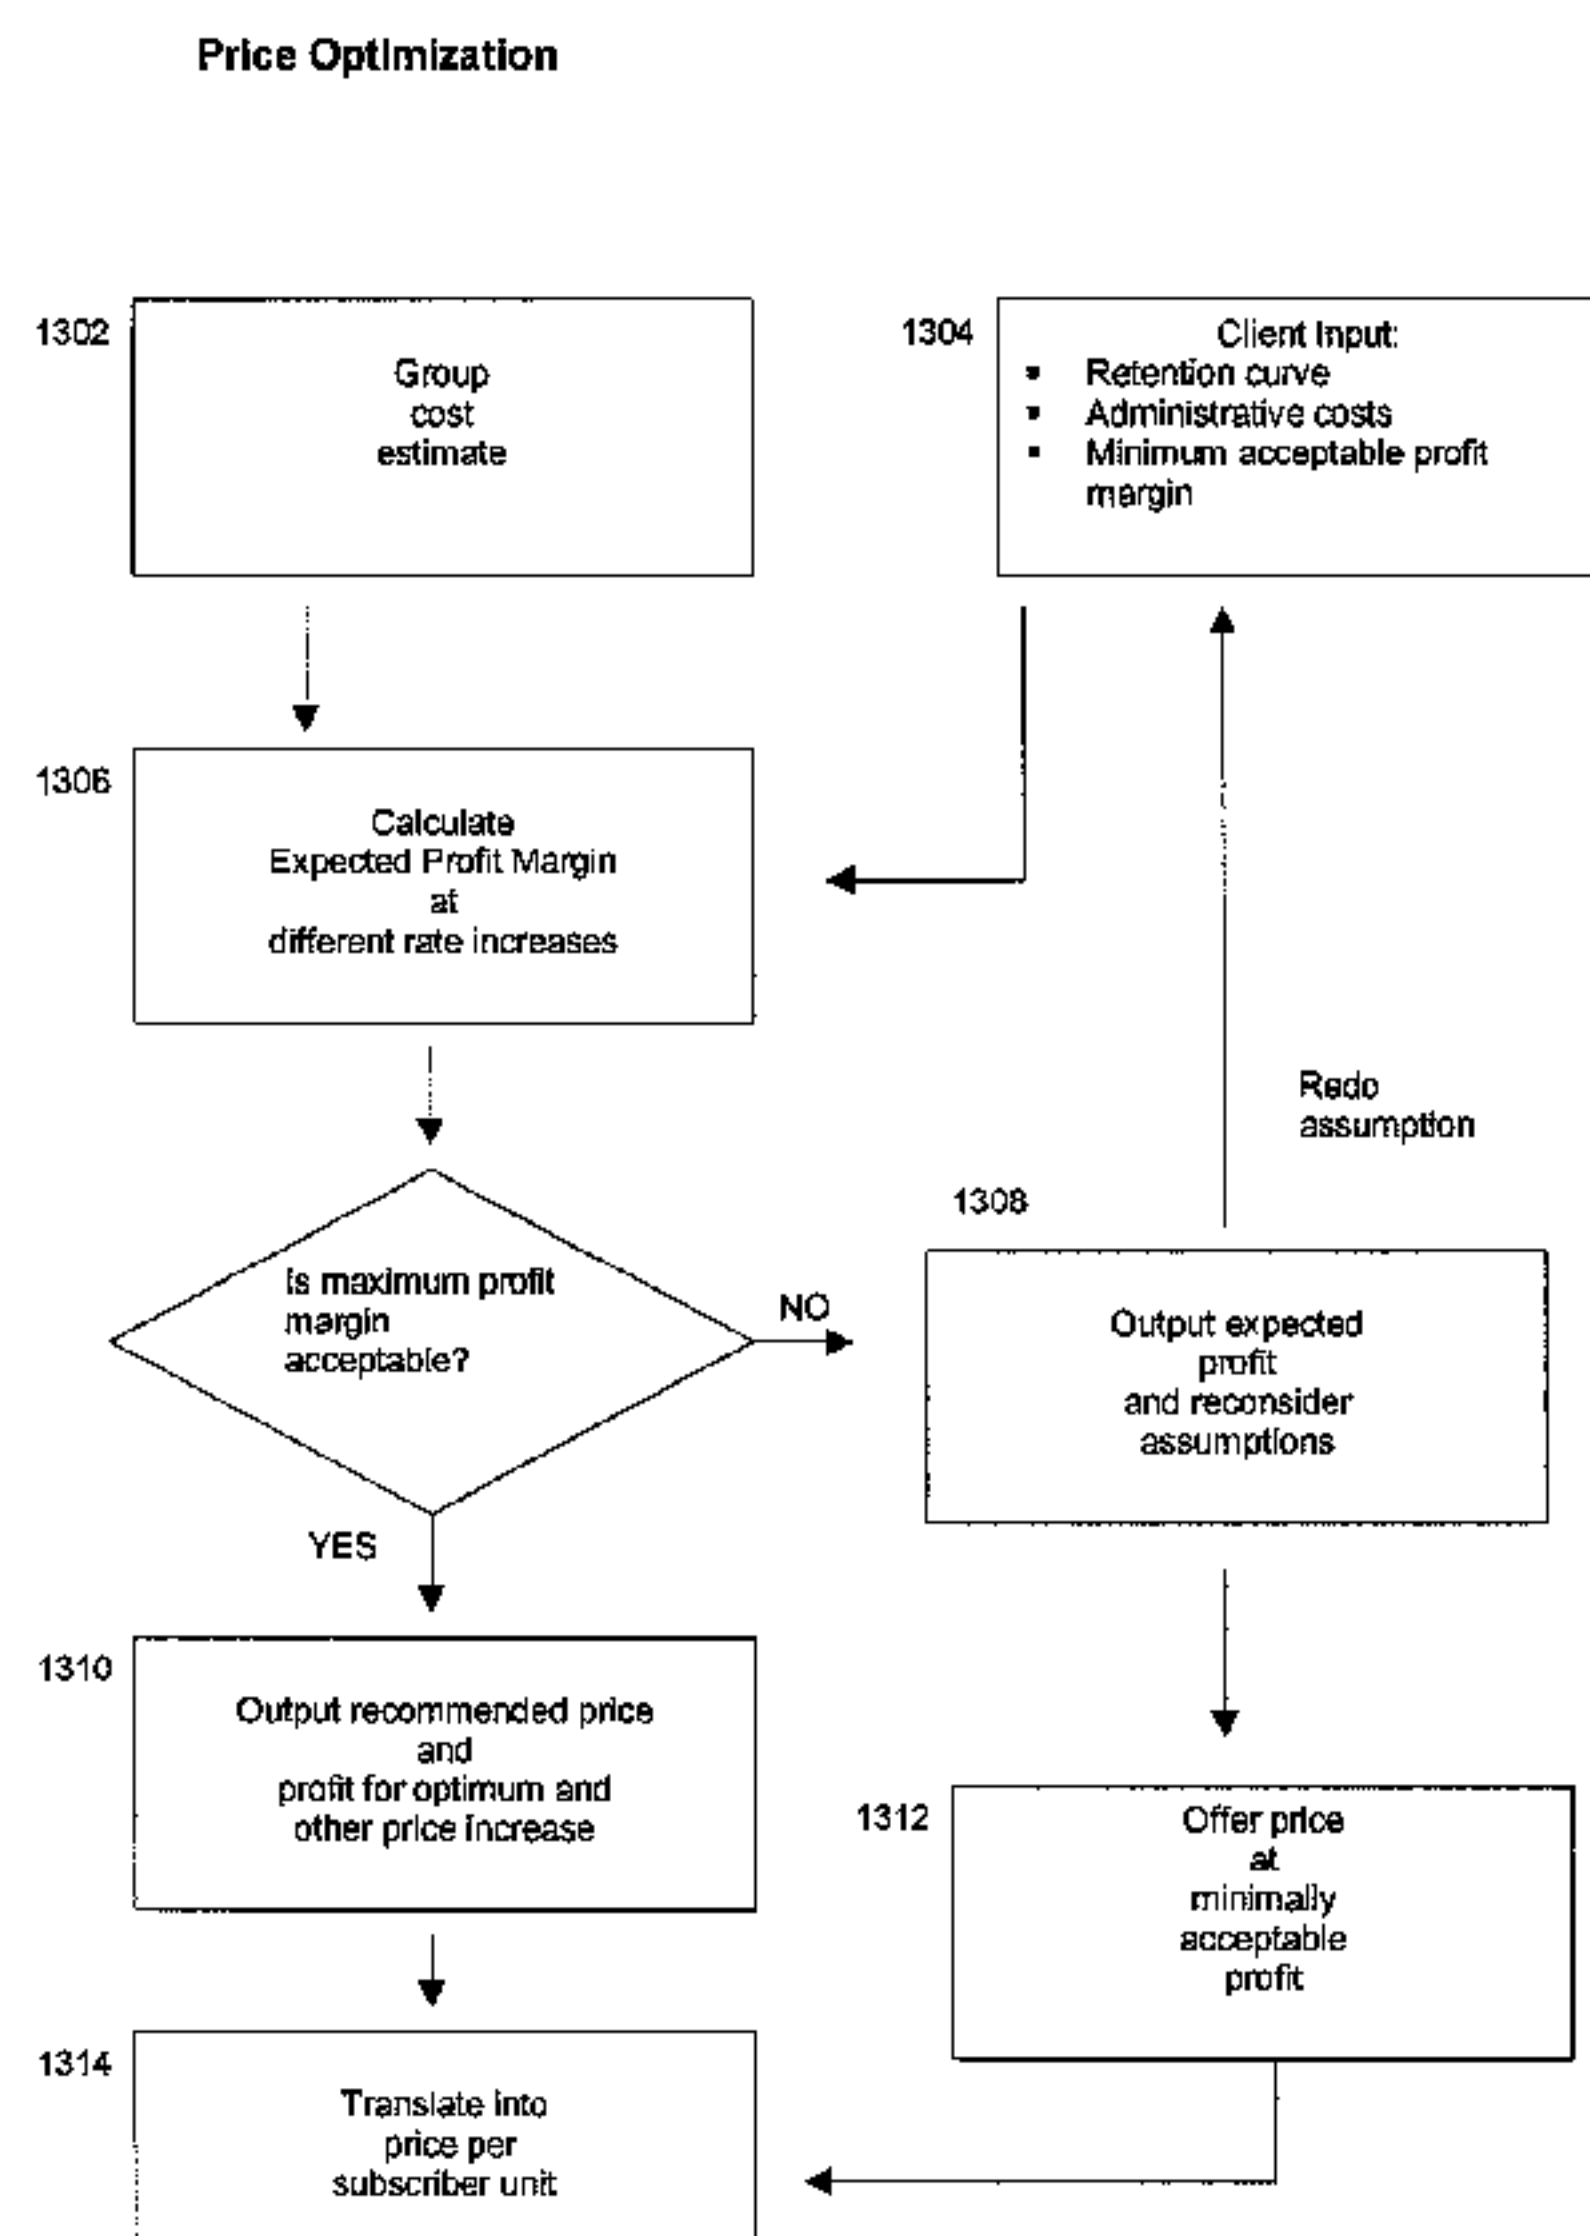 Price Optimization
1302
Group
cost
estimate
1304
Client Input:
▪ Retention curve
▪ Administrative costs
▪ Minimum acceptable profit
margin
1306
Calculate
Expected Profit Margin
at
different rate increases
Redo
assumption
Is maximum profit
margin
acceptable?
NO
1308
Output expected
profit
and reconsider
assumptions
YES
1310
Output recommended price
and
profit for optimum and
other price increase
1312
Offer price
at
minimally
acceptable
profit
1314
Translate into
price per
subscriber unit